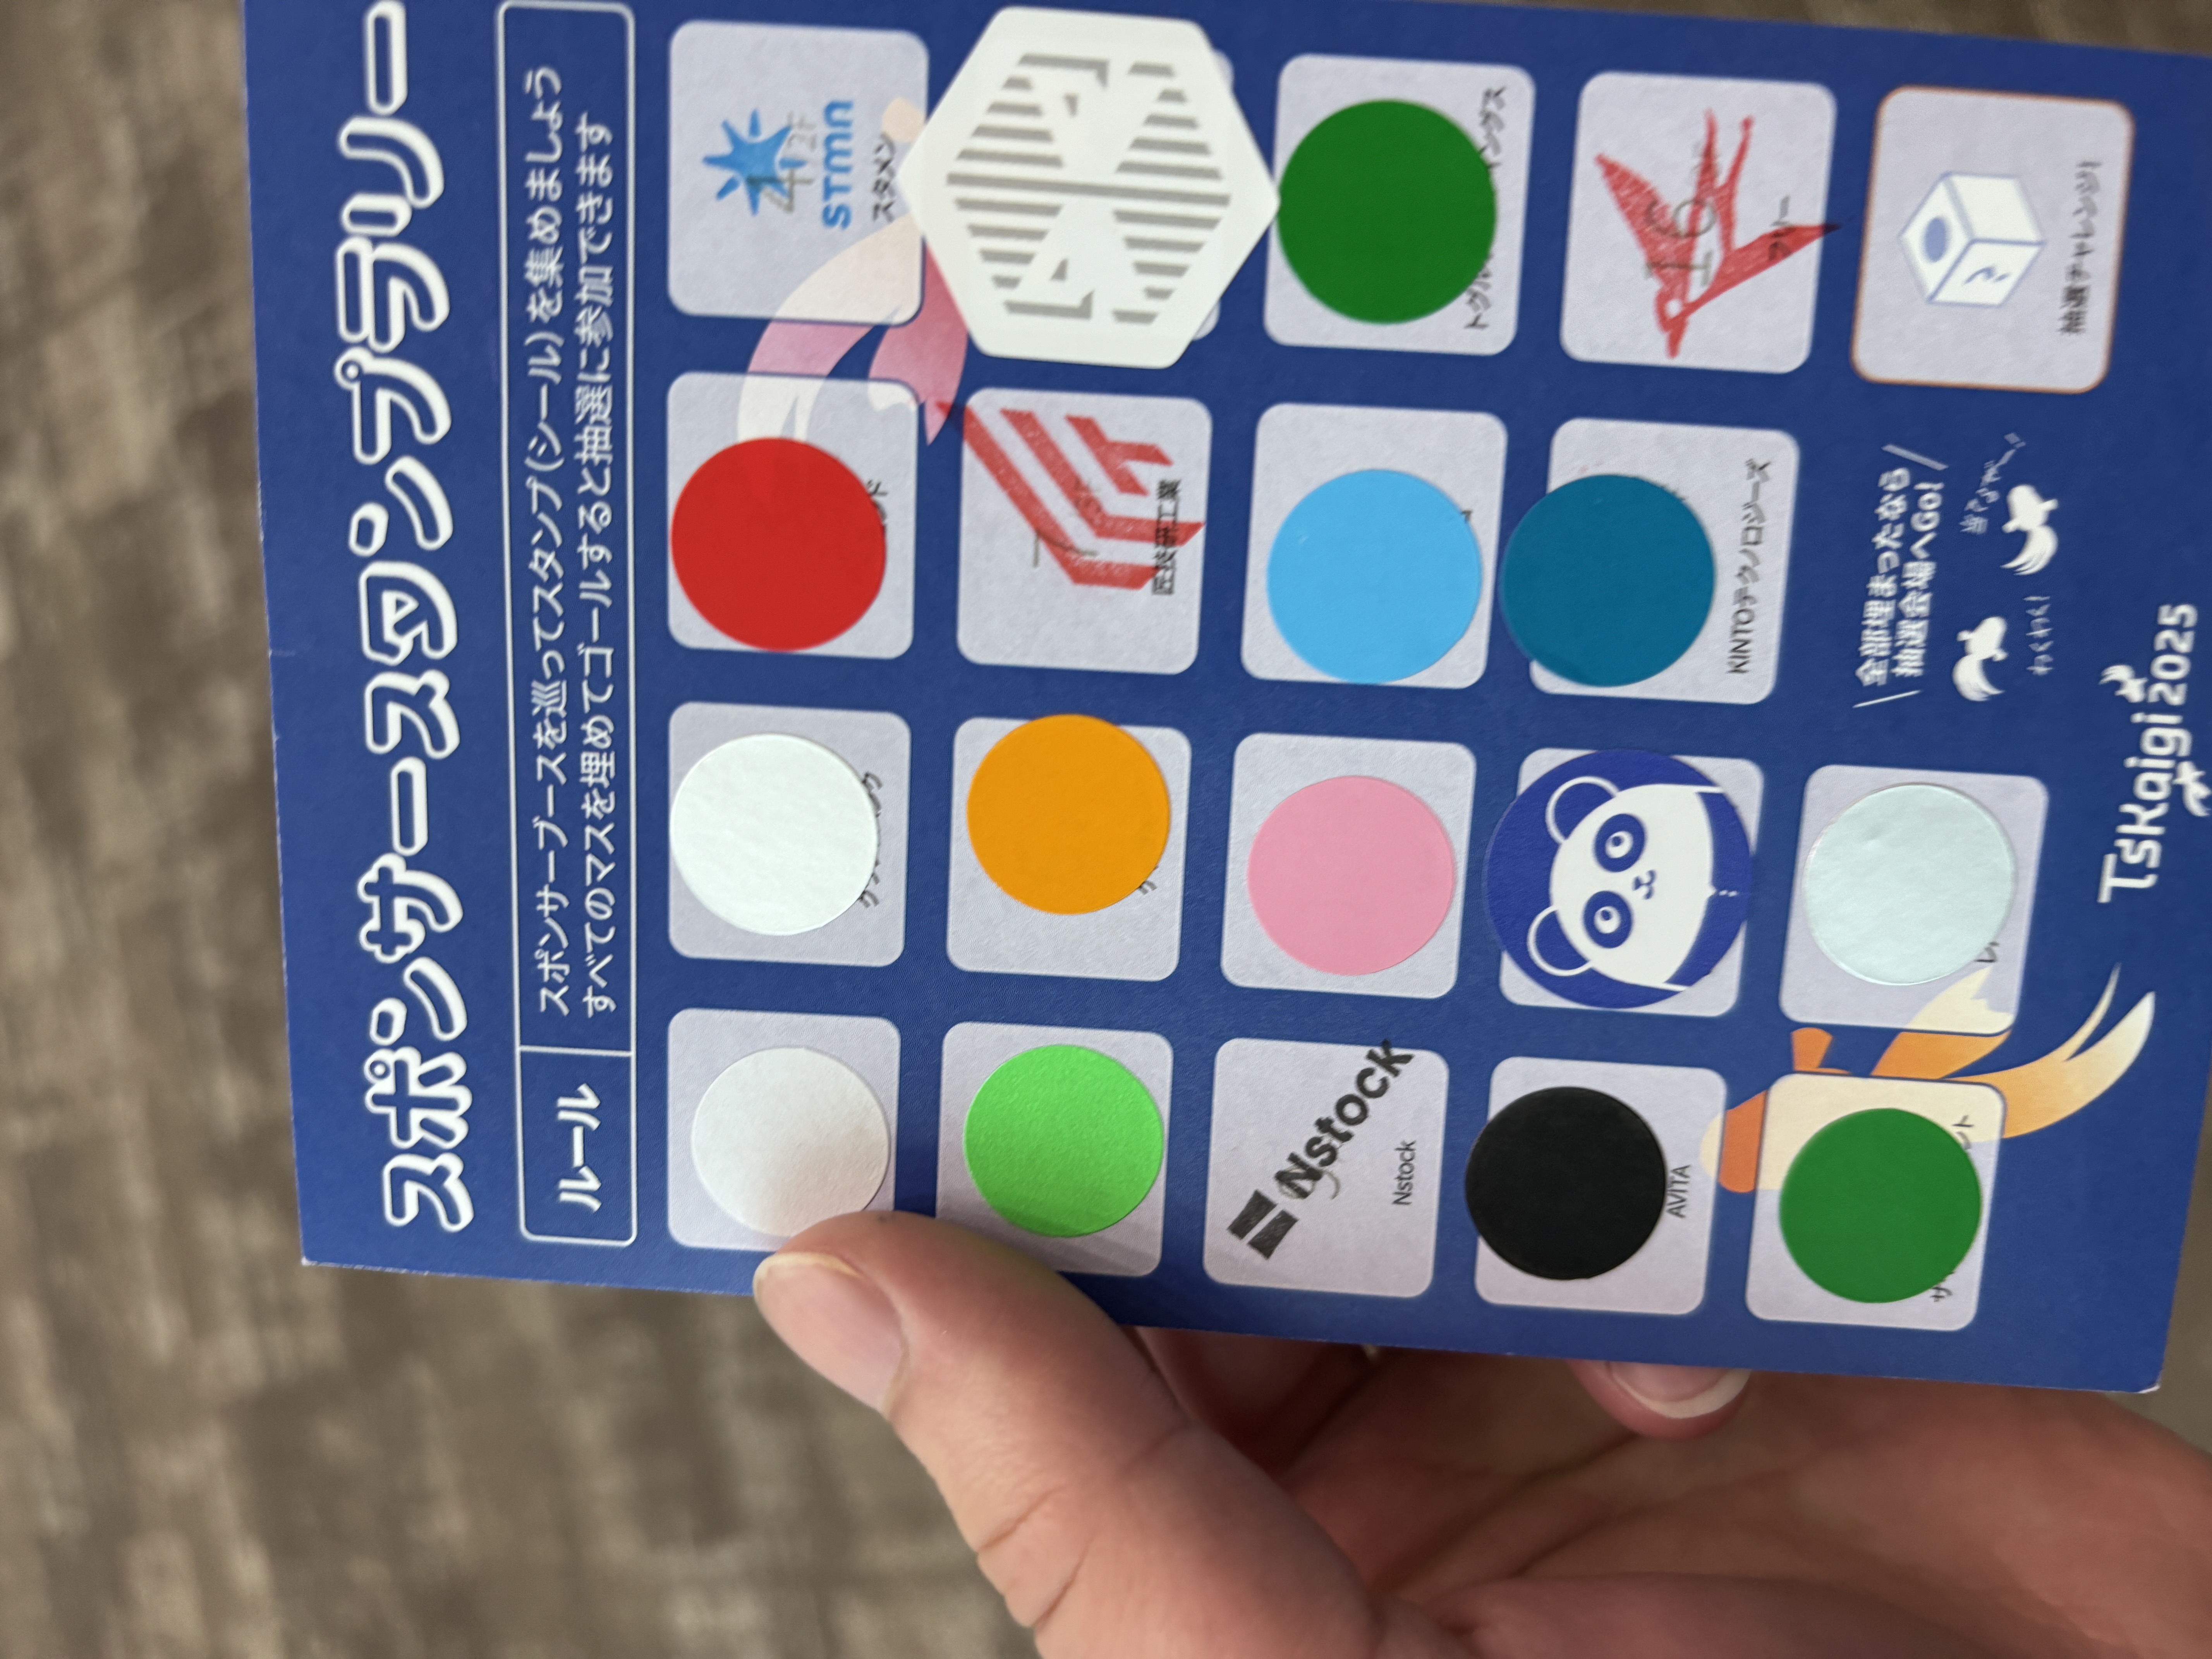 スポンサースタンプラリー
ルール
スポンサーブースを巡ってスタンプ(シール)を集めましょう
すべてのマスを埋めてゴールすると抽選に参加できます
4 2F
STMN
スタメン
7 3F
匠技研工業
Nstock
Nstock
AVITA
KINTOテクノロジーズ
16
フリー
全部埋まったなら
抽選会場へGo!
わくわく!
抽選チャレンジ!
TSKaigi 2025